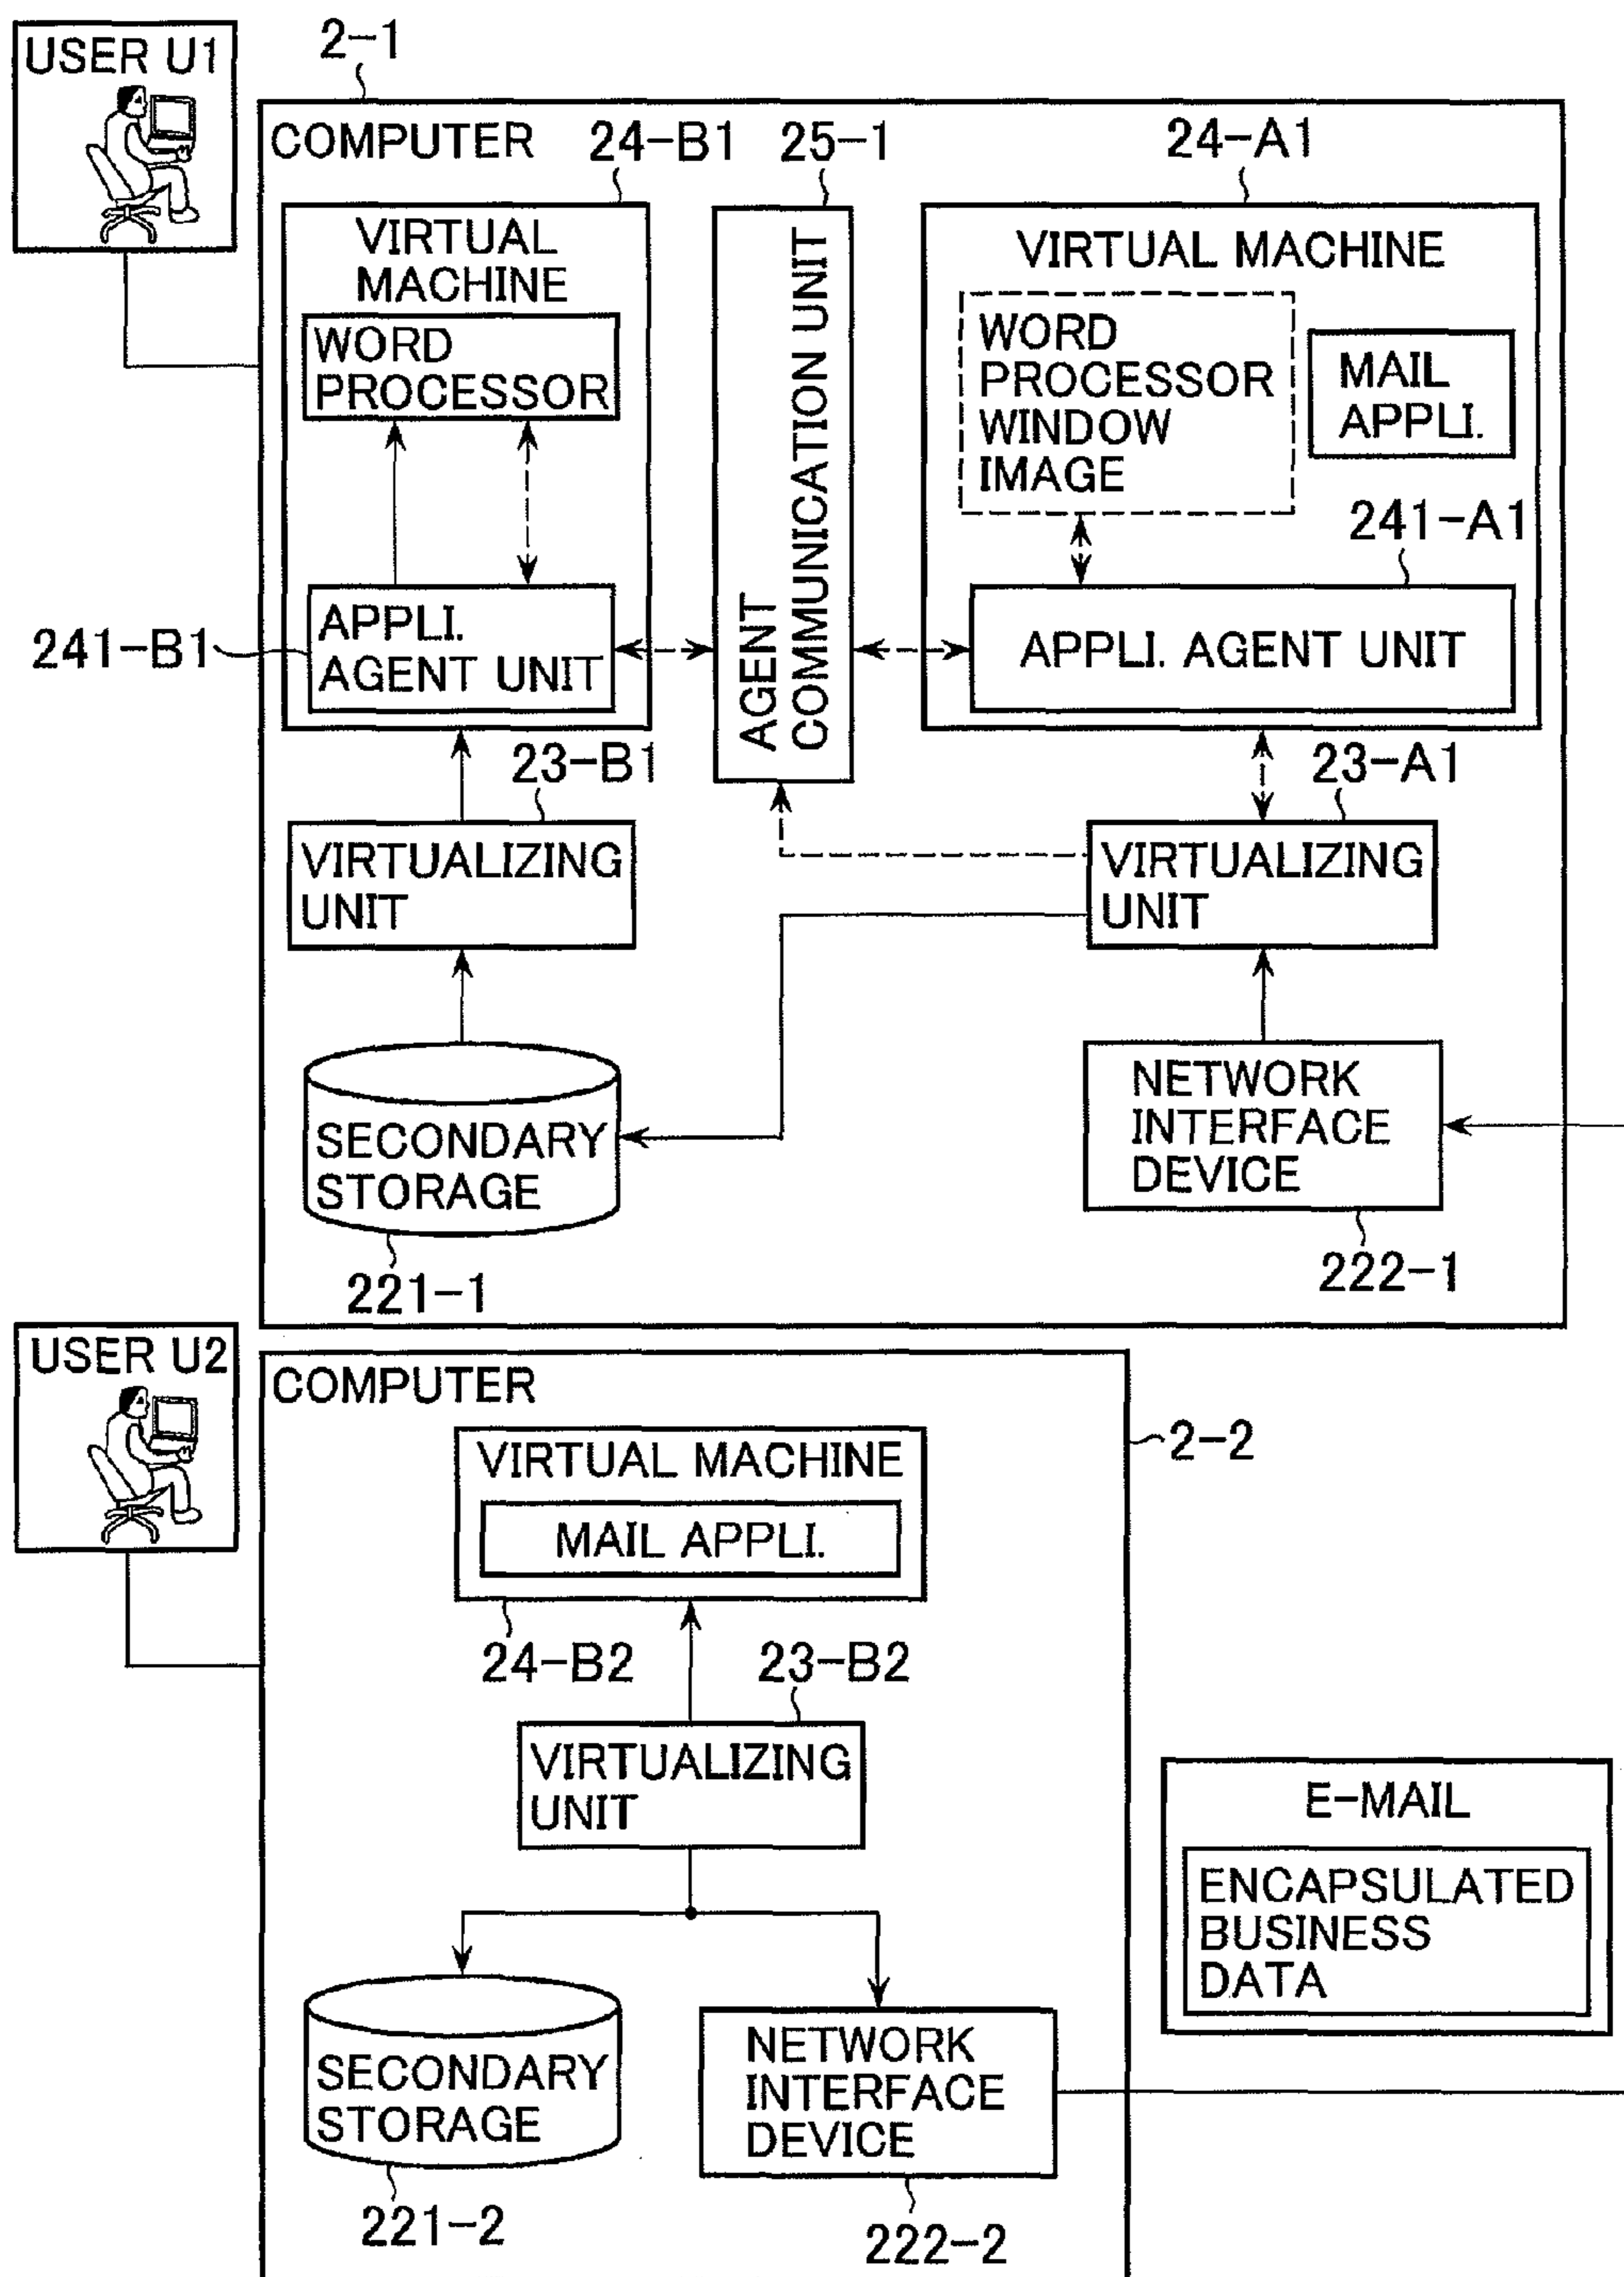 USER U1
2-1
COMPUTER
24-B1
25-1
24-A1
VIRTUAL
MACHINE
WORD
PROCESSOR
APPLI.
AGENT UNIT
241-B1
AGENT
COMMUNICATION UNIT
VIRTUAL MACHINE
WORD
PROCESSOR
WINDOW
IMAGE
MAIL
APPLI.
241-A1
APPLI. AGENT UNIT
23-B1
23-A1
VIRTUALIZING
UNIT
VIRTUALIZING
UNIT
SECONDARY
STORAGE
NETWORK
INTERFACE
DEVICE
221-1
222-1
USER U2
COMPUTER
2-2
VIRTUAL MACHINE
MAIL APPLI.
24-B2
23-B2
VIRTUALIZING
UNIT
E-MAIL
ENCAPSULATED
BUSINESS
DATA
SECONDARY
STORAGE
NETWORK
INTERFACE
DEVICE
221-2
222-2